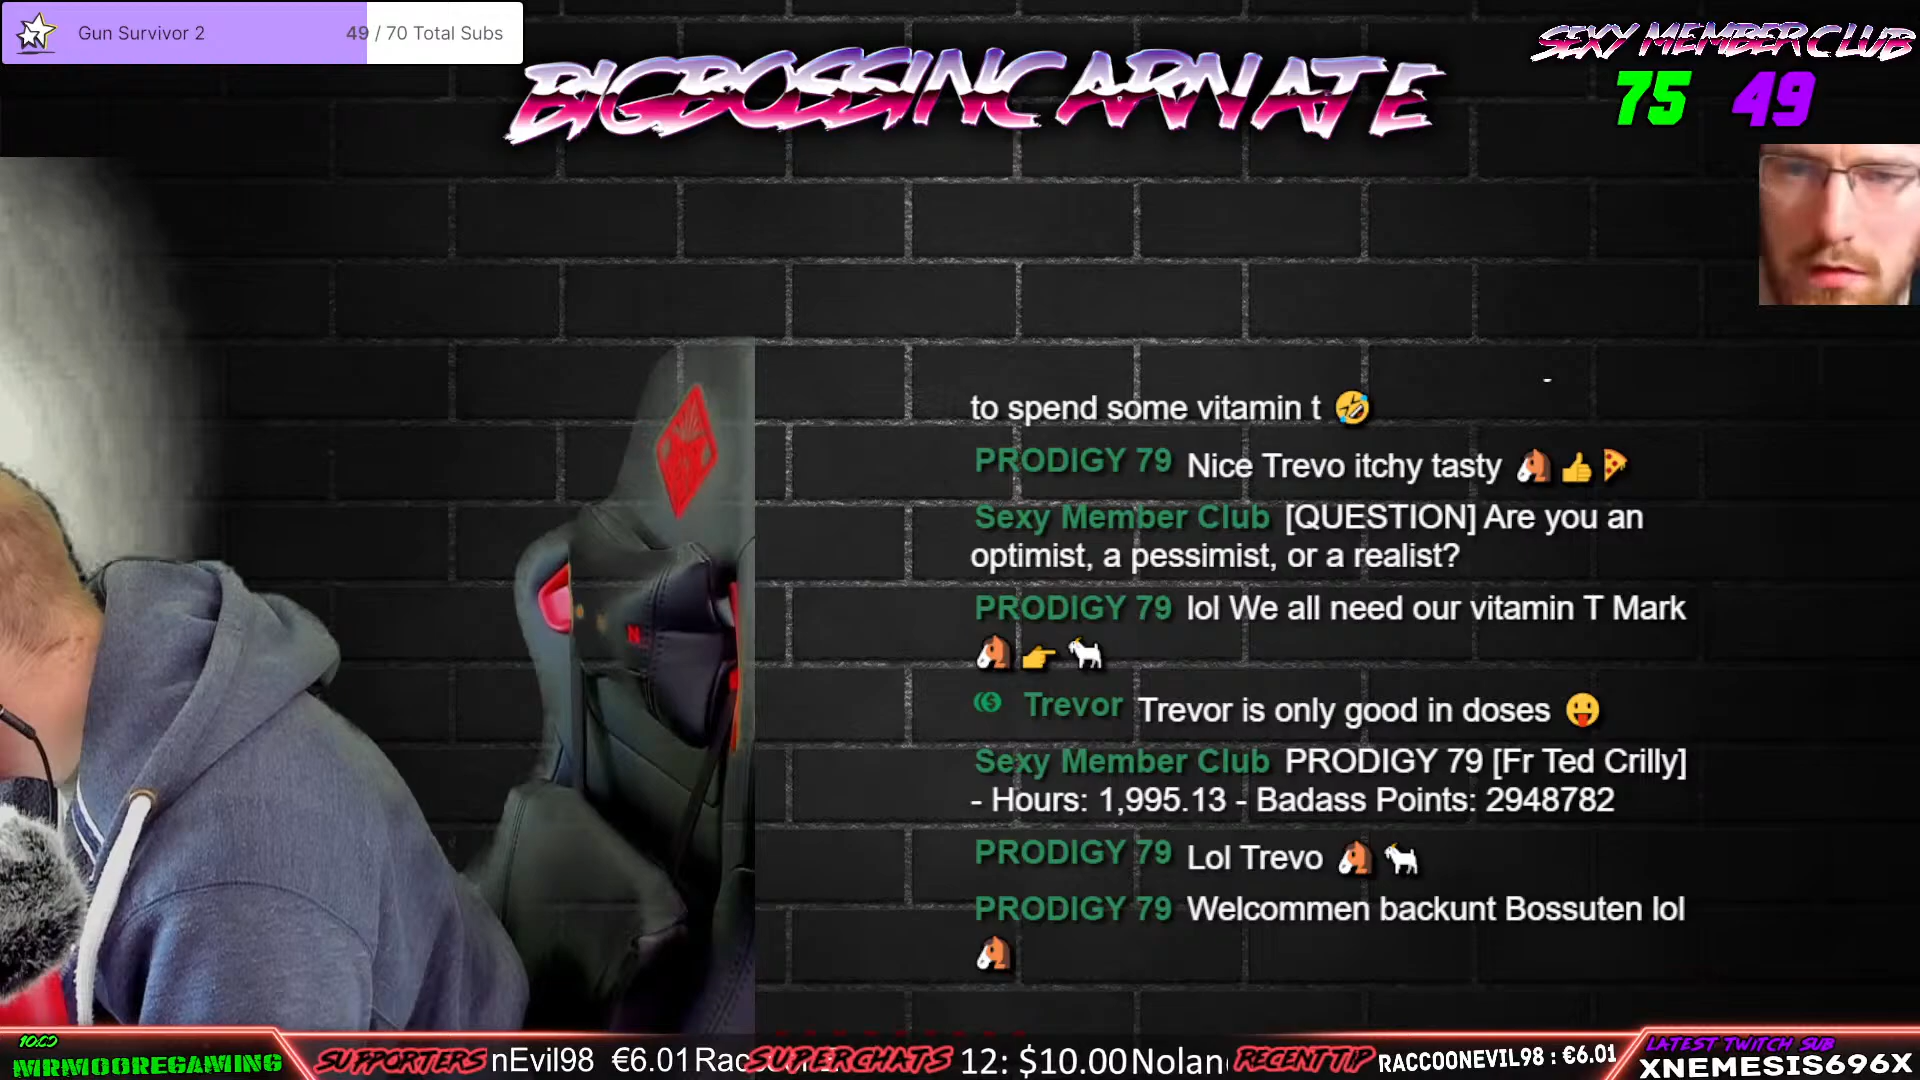 Gun Survivor 2
49 / 70 Total Subs
BIGBOSSINCARNATE
SEXY MEMBER CLUB
75 49
to spend some vitamin t 🤣
PRODIGY 79 Nice Trevo itchy tasty 🐴👍🍕
Sexy Member Club [QUESTION] Are you an
optimist, a pessimist, or a realist?
PRODIGY 79 lol We all need our vitamin T Mark
🐴👉🐐
Trevor Trevor is only good in doses 😛
Sexy Member Club PRODIGY 79 [Fr Ted Crilly]
- Hours: 1,995.13 - Badass Points: 2948782
PRODIGY 79 Lol Trevo 🐴🐐
PRODIGY 79 Welcommen backunt Bossuten lol
🐴
MRMOOREGAMING
SUPPORTERS nEvil98 €6.01
SUPERCHATS 12: $10.00 Nolan
RECENT TIP RACCOONEVIL98 : €6.01
LATEST TWITCH SUB
XNEMESIS696X